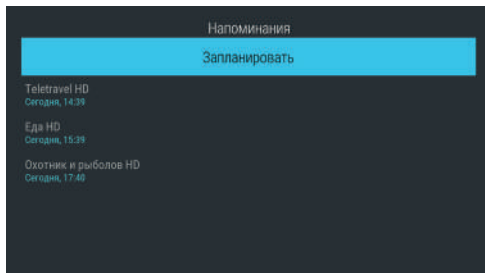 Напоминания
Запланировать
Teletravel HD
Сегодня, 14:39
Еда HD
Сегодня, 15:39
Охотник и рыболов HD
Сегодня, 17:40